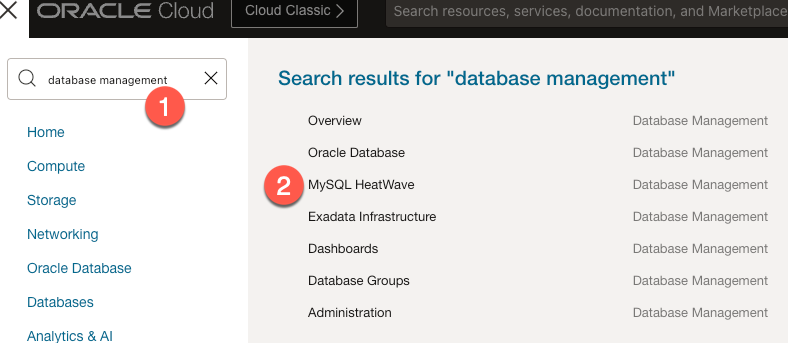 ORACLE Cloud
Cloud Classic >
Search resources, services, documentation, and Marketplace
database management
1
Home
Compute
Storage
Networking
Oracle Database
Databases
Analytics & AI
Search results for "database management"
Overview Database Management
Oracle Database Database Management
2 MySQL HeatWave Database Management
Exadata Infrastructure Database Management
Dashboards Database Management
Database Groups Database Management
Administration Database Management